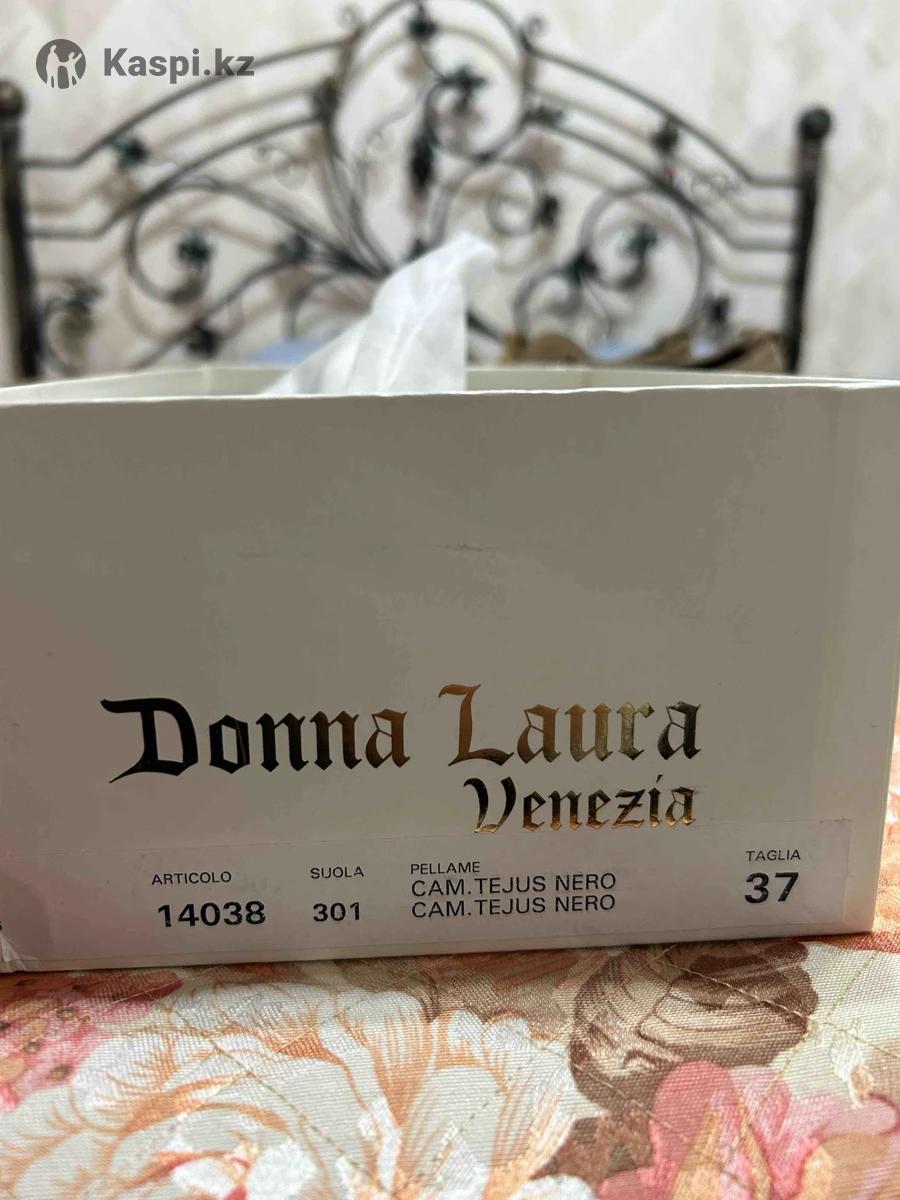 Kaspi.kz
Donna Laura
Venezia
ARTICOLO SUOLA PELLAME TAGLIA
14038 301 CAM.TEJUS NERO 37
CAM.TEJUS NERO